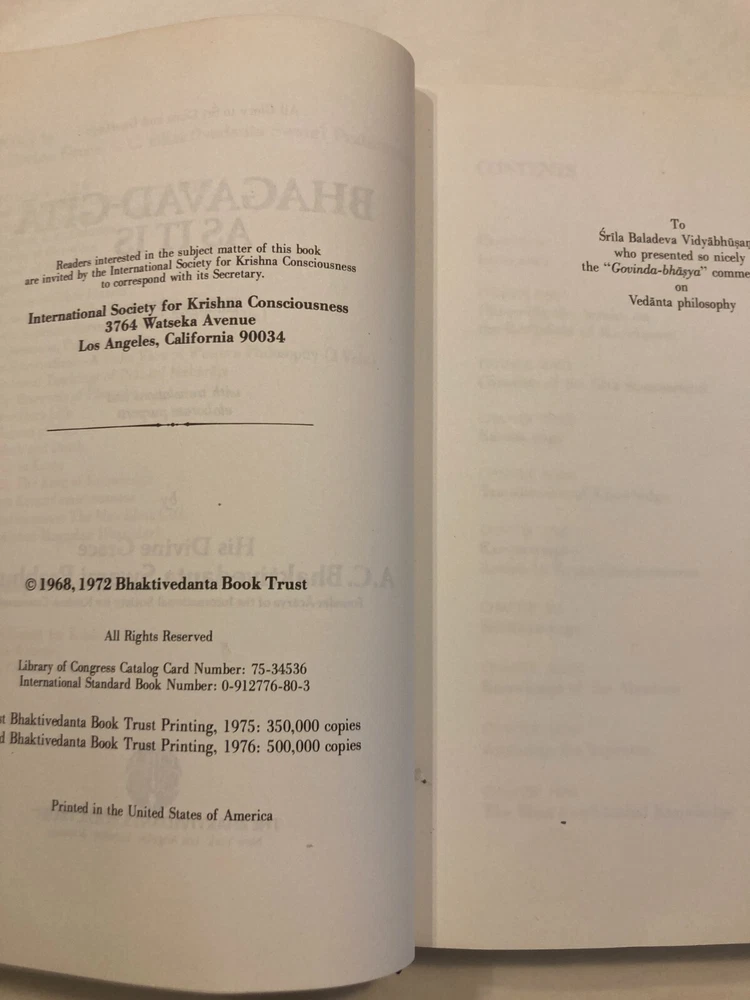 Readers interested in the subject matter of this book
are invited by the International Society for Krishna Consciousness
to correspond with its Secretary.
International Society for Krishna Consciousness
3764 Watseka Avenue
Los Angeles, California 90034
© 1968, 1972 Bhaktivedanta Book Trust
All Rights Reserved
Library of Congress Catalog Card Number: 75-34536
International Standard Book Number: 0-912776-80-3
st Bhaktivedanta Book Trust Printing, 1975: 350,000 copies
d Bhaktivedanta Book Trust Printing, 1976: 500,000 copies
Printed in the United States of America
To
Śrīla Baladeva Vidyābhūṣaṇ
who presented so nicely
the "Govinda-bhāṣya" comme
on
Vedānta philosophy